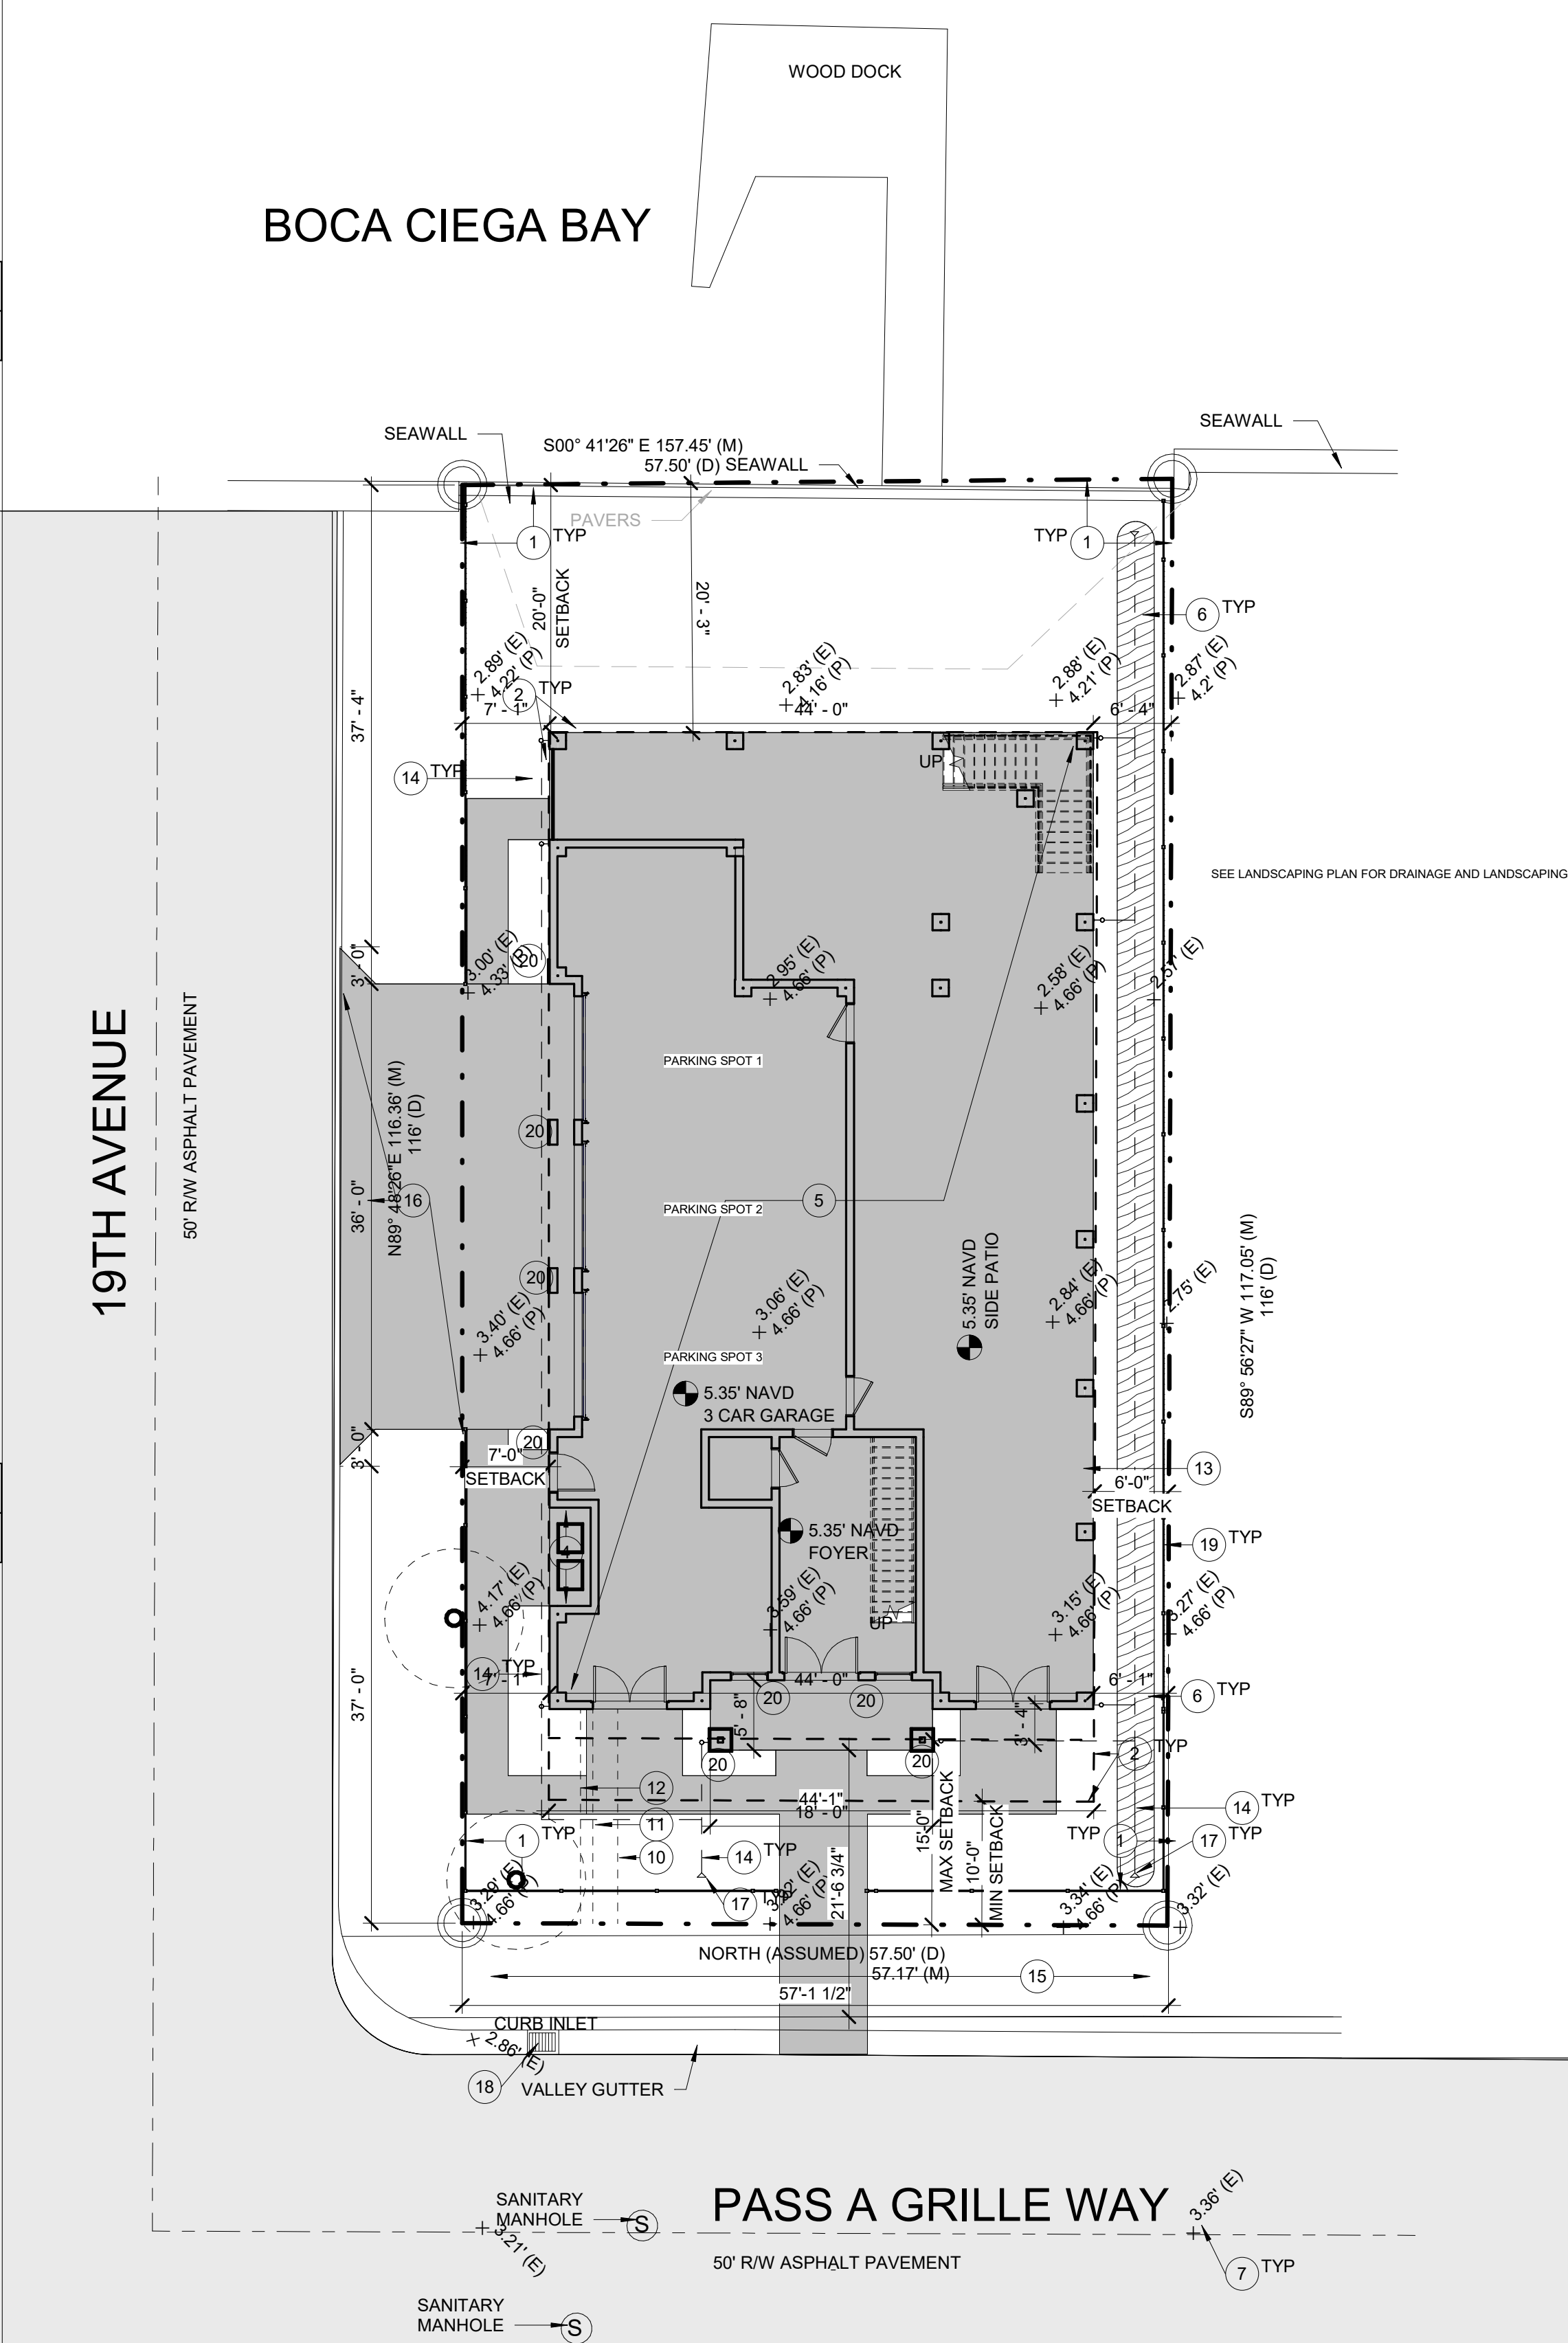 WOOD DOCK
BOCA CIEGA BAY
SEAWALL
SEAWALL
S00° 41'26" E 157.45' (M)
57.50' (D) SEAWALL
PAVERS
1 TYP
TYP 1
20'-0"
SETBACK
20' - 3"
6 TYP
2.89' (E)
4.22' (P)
2.83' (E)
4.16' (P)
2.88' (E)
4.21' (P)
2.87' (E)
4.2' (P)
2 TYP
7' - 1"
44' - 0"
6' - 4"
37' - 4"
UP
14 TYP
SEE LANDSCAPING PLAN FOR DRAINAGE AND LANDSCAPING
3' - 0"
3.00' (E)
4.33' (P)
20
2.95' (E)
4.66' (P)
2.58' (E)
4.66' (P)
2.57' (E)
19TH AVENUE
50' R/W ASPHALT PAVEMENT
PARKING SPOT 1
N89° 48'26"E 116.36' (M)
116' (D)
20
36' - 0"
16
PARKING SPOT 2
5
5.35' NAVD
SIDE PATIO
S89° 56'27" W 117.05' (M)
116' (D)
20
3.40' (E)
4.66' (P)
3.06' (E)
4.66' (P)
2.84' (E)
4.66' (P)
2.75' (E)
PARKING SPOT 3
5.35' NAVD
3 CAR GARAGE
3' - 0"
20
7'-0"
SETBACK
13
6'-0"
SETBACK
4
5.35' NAVD
FOYER
19 TYP
4.17' (E)
4.66' (P)
3.59' (E)
4.66' (P)
3.15' (E)
4.66' (P)
3.27' (E)
4.66' (P)
UP
14 TYP
7' - 1"
44' - 0"
6' - 1"
37' - 0"
20
20
6 TYP
5' - 8"
3' - 4"
20
20
2 TYP
12
44'-1"
18' - 0"
11
14 TYP
1 TYP
TYP 1
17 TYP
10
14 TYP
15'-0"
MAX SETBACK
10'-0"
MIN SETBACK
21'-6 3/4"
17
3.29' (E)
4.66' (P)
4.66' (P)
3.34' (E)
4.66' (P)
3.32' (E)
NORTH (ASSUMED) 57.50' (D)
57.17' (M)
15
57'-1 1/2"
CURB INLET
2.86' (E)
18
VALLEY GUTTER
SANITARY
MANHOLE
S
3.21' (E)
PASS A GRILLE WAY
3.36' (E)
50' R/W ASPHALT PAVEMENT
7 TYP
SANITARY
MANHOLE
S